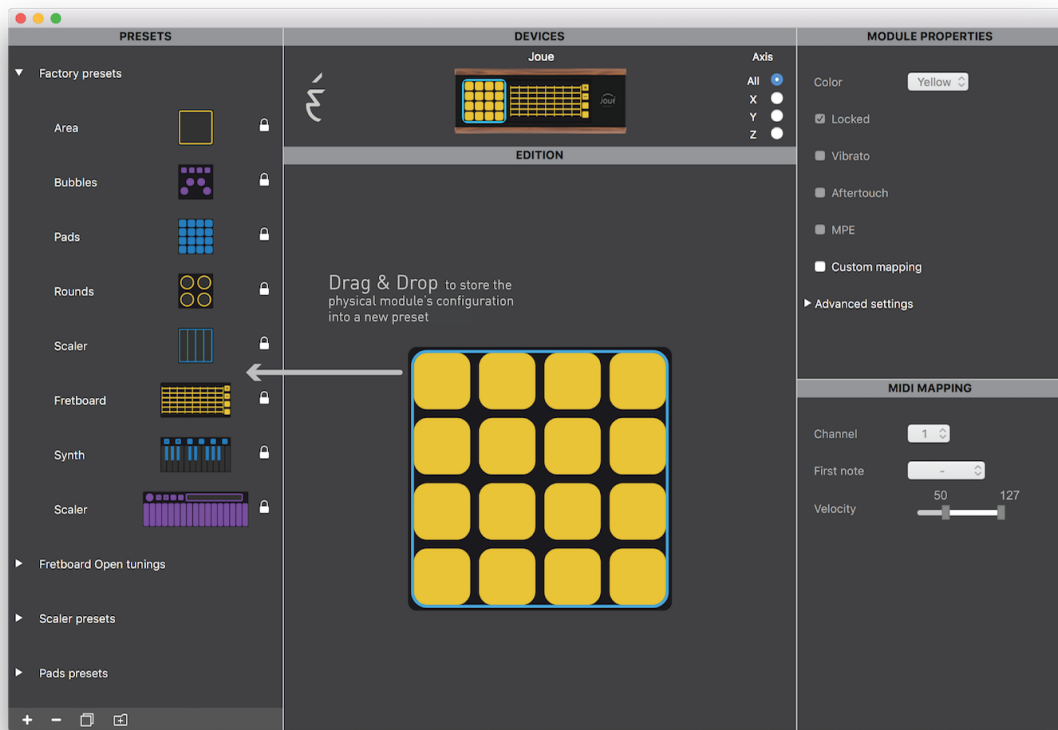 PRESETS
Factory presets
Area
Bubbles
Pads
Rounds
Scaler
Fretboard
Synth
Scaler
Fretboard Open tunings
Scaler presets
Pads presets
DEVICES
Joue
Joue
Axis
All
X
Y
Z
EDITION
Drag & Drop to store the
physical module's configuration
into a new preset
MODULE PROPERTIES
Color Yellow
Locked
Vibrato
Aftertouch
MPE
Custom mapping
Advanced settings
MIDI MAPPING
Channel 1
First note -
50 127
Velocity